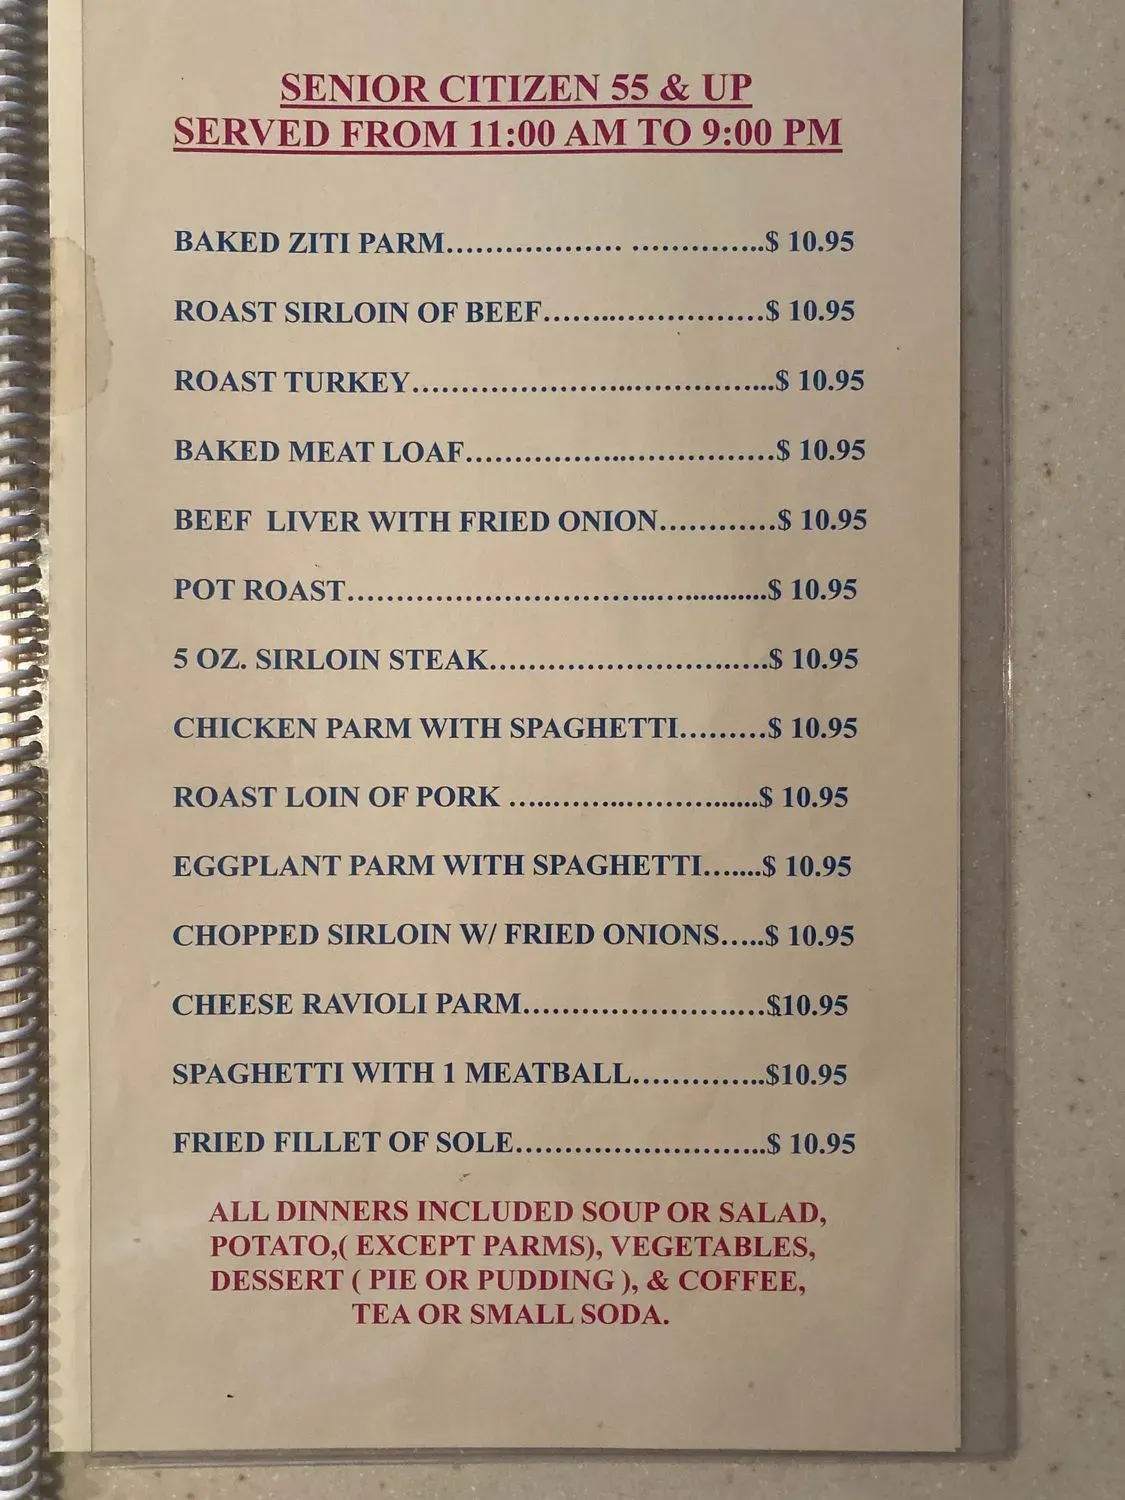 SENIOR CITIZEN 55 & UP
SERVED FROM 11:00 AM TO 9:00 PM
BAKED ZITI PARM................. ..............$ 10.95
ROAST SIRLOIN OF BEEF.......................$ 10.95
ROAST TURKEY.....................................$ 10.95
BAKED MEAT LOAF...............................$ 10.95
BEEF LIVER WITH FRIED ONION............$ 10.95
POT ROAST...........................................$ 10.95
5 OZ. SIRLOIN STEAK............................$ 10.95
CHICKEN PARM WITH SPAGHETTI.........$ 10.95
ROAST LOIN OF PORK ..........................$ 10.95
EGGPLANT PARM WITH SPAGHETTI.......$ 10.95
CHOPPED SIRLOIN W/ FRIED ONIONS.....$ 10.95
CHEESE RAVIOLI PARM.........................$10.95
SPAGHETTI WITH 1 MEATBALL..............$10.95
FRIED FILLET OF SOLE..........................$ 10.95
ALL DINNERS INCLUDED SOUP OR SALAD,
POTATO,( EXCEPT PARMS), VEGETABLES,
DESSERT ( PIE OR PUDDING ), & COFFEE,
TEA OR SMALL SODA.